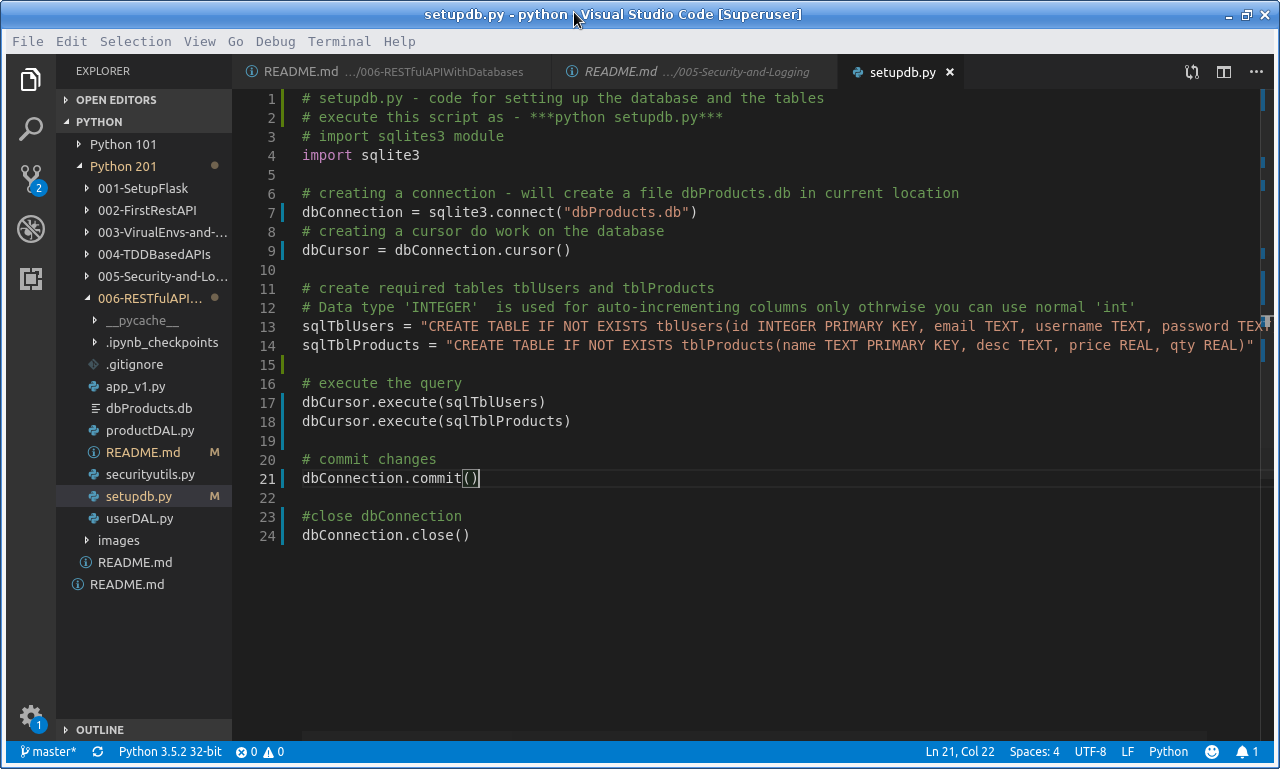 setupdb.py - python - Visual Studio Code [Superuser]
File Edit Selection View Go Debug Terminal Help
EXPLORER
README.md .../006-RESTfulAPIWithDatabases
README.md .../005-Security-and-Logging
setupdb.py
OPEN EDITORS
PYTHON
Python 101
Python 201
001-SetupFlask
002-FirstRestAPI
003-VirualEnvs-and-...
004-TDDBasedAPIs
005-Security-and-Lo...
006-RESTfulAPI...
__pycache__
.ipynb_checkpoints
.gitignore
app_v1.py
dbProducts.db
productDAL.py
README.md M
securityutils.py
setupdb.py M
userDAL.py
images
README.md
README.md
OUTLINE
2
1
1 # setupdb.py - code for setting up the database and the tables
2 # execute this script as - ***python setupdb.py***
3 # import sqlites3 module
4 import sqlite3
5
6 # creating a connection - will create a file dbProducts.db in current location
7 dbConnection = sqlite3.connect("dbProducts.db")
8 # creating a cursor do work on the database
9 dbCursor = dbConnection.cursor()
10
11 # create required tables tblUsers and tblProducts
12 # Data type 'INTEGER'  is used for auto-incrementing columns only othrwise you can use normal 'int'
13 sqlTblUsers = "CREATE TABLE IF NOT EXISTS tblUsers(id INTEGER PRIMARY KEY, email TEXT, username TEXT, password TEXT
14 sqlTblProducts = "CREATE TABLE IF NOT EXISTS tblProducts(name TEXT PRIMARY KEY, desc TEXT, price REAL, qty REAL)"
15
16 # execute the query
17 dbCursor.execute(sqlTblUsers)
18 dbCursor.execute(sqlTblProducts)
19
20 # commit changes
21 dbConnection.commit()
22
23 #close dbConnection
24 dbConnection.close()
master* Python 3.5.2 32-bit 0 0 Ln 21, Col 22 Spaces: 4 UTF-8 LF Python 1